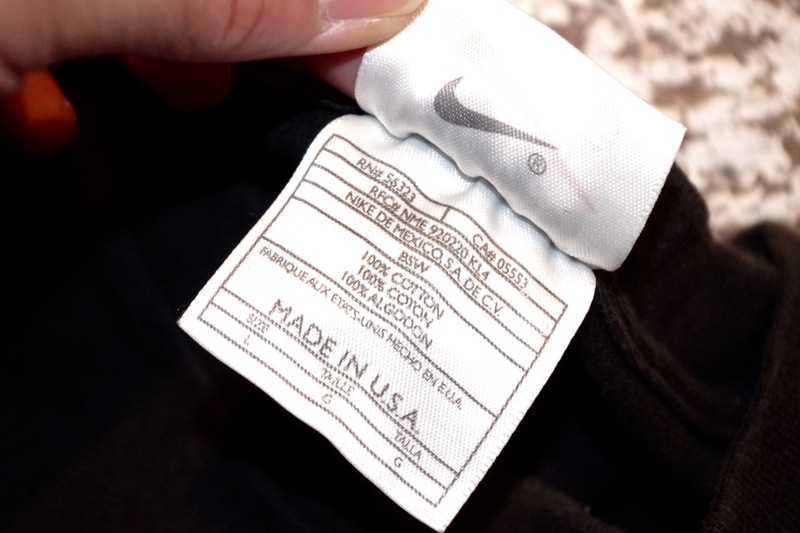 ®
RN# 56323 CA# 05553
RFC# NME 920220 KL4
NIKE DE MEXICO, S.A. DE C.V.
BSW
100% COTTON
100% COTON
100% ALGODON
FABRIQUE AUX ETATS-UNIS HECHO EN E.U.A.
MADE IN U.S.A.
SIZE TAILLE TALLA
L G G